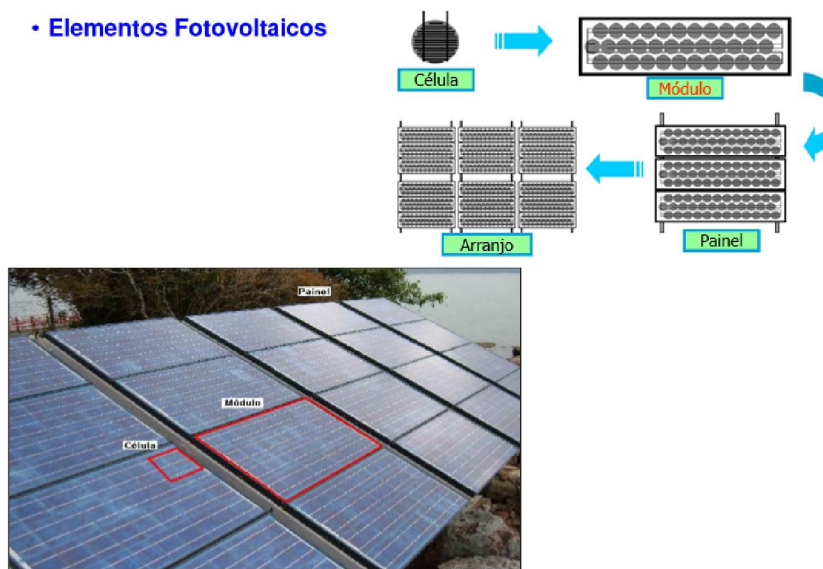 • Elementos Fotovoltaicos
Célula
Módulo
Painel
Arranjo
Painel
Módulo
Célula